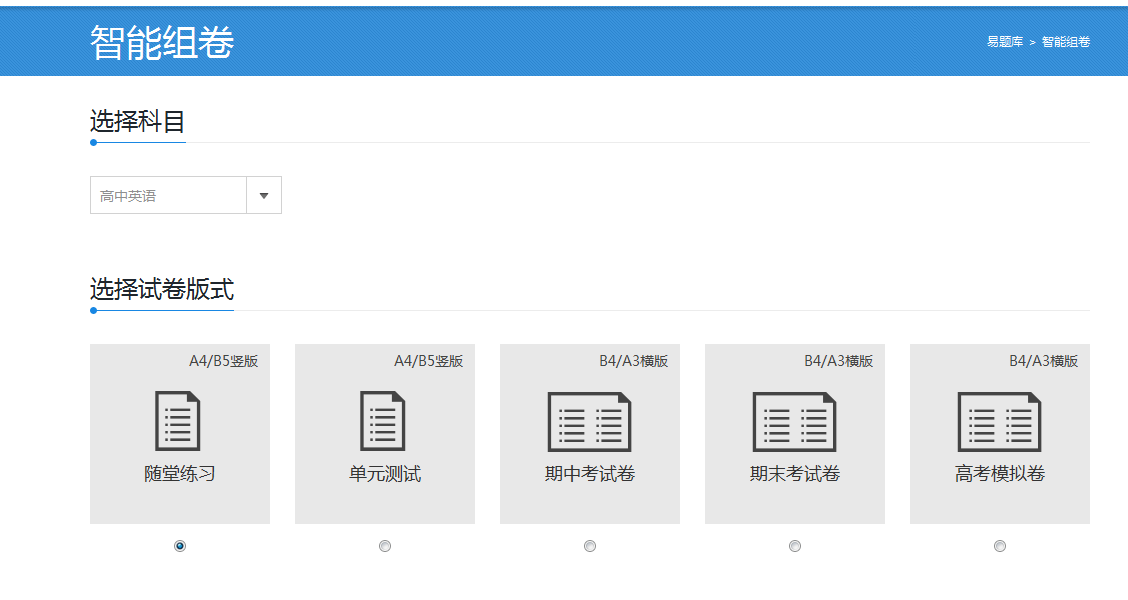 智能组卷
易题库 > 智能组卷
选择科目
高中英语
选择试卷版式
A4/B5竖版
随堂练习
A4/B5竖版
单元测试
B4/A3横版
期中考试卷
B4/A3横版
期末考试卷
B4/A3横版
高考模拟卷